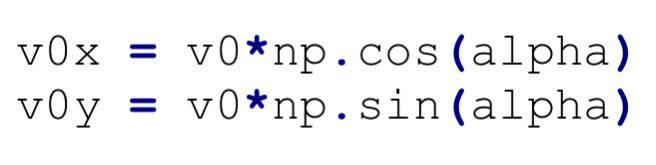 v0x = v0*np.cos(alpha)
v0y = v0*np.sin(alpha)